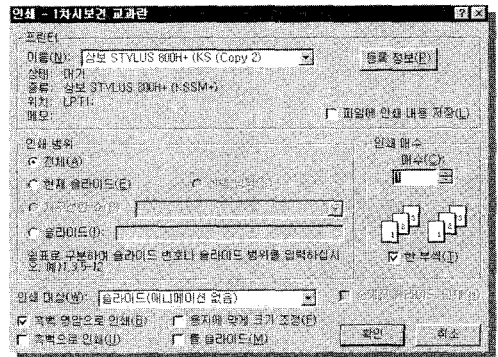 인쇄 - 1차시보건 교과란
프린터
이름(N): 삼보 STYLUS 800H+ (KS (Copy 2)
등록 정보(P)
상태: 대기
종류: 삼보 STYLUS 800H+ (KSSM+)
위치: LPT1:
메모:
파일에 인쇄 내용 저장(L)
인쇄 범위
인쇄 매수
전체(A)
매수(C):
현재 슬라이드(E)
1
슬라이드(I):
쉼표로 구분하여 슬라이드 번호나 슬라이드 범위를 입력하십시
오. 예)1,3,5-12
한 부씩(T)
인쇄 대상(W): 슬라이드(애니메이션 없음)
흑백 명암으로 인쇄(B)
용지에 맞게 크기 조정(F)
흑백으로 인쇄(U)
틀 슬라이드(M)
확인
취소